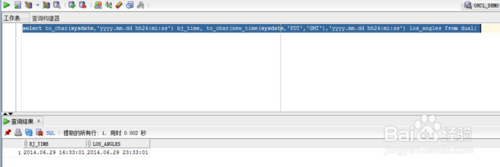 ORCL_DEMO
工作表 查询构建器
select to_char(sysdate,'yyyy.mm.dd hh24:mi:ss') bj_time, to_char(new_time(sysdate,'PDT','GMT'),'yyyy.mm.dd hh24:mi:ss') los_angles from dual;
查询结果
SQL 提取的所有行: 1, 用时 0.002 秒
BJ_TIME LOS_ANGLES
1 2014.06.29 16:33:01 2014.06.29 23:33:01
Baidu 百度经验